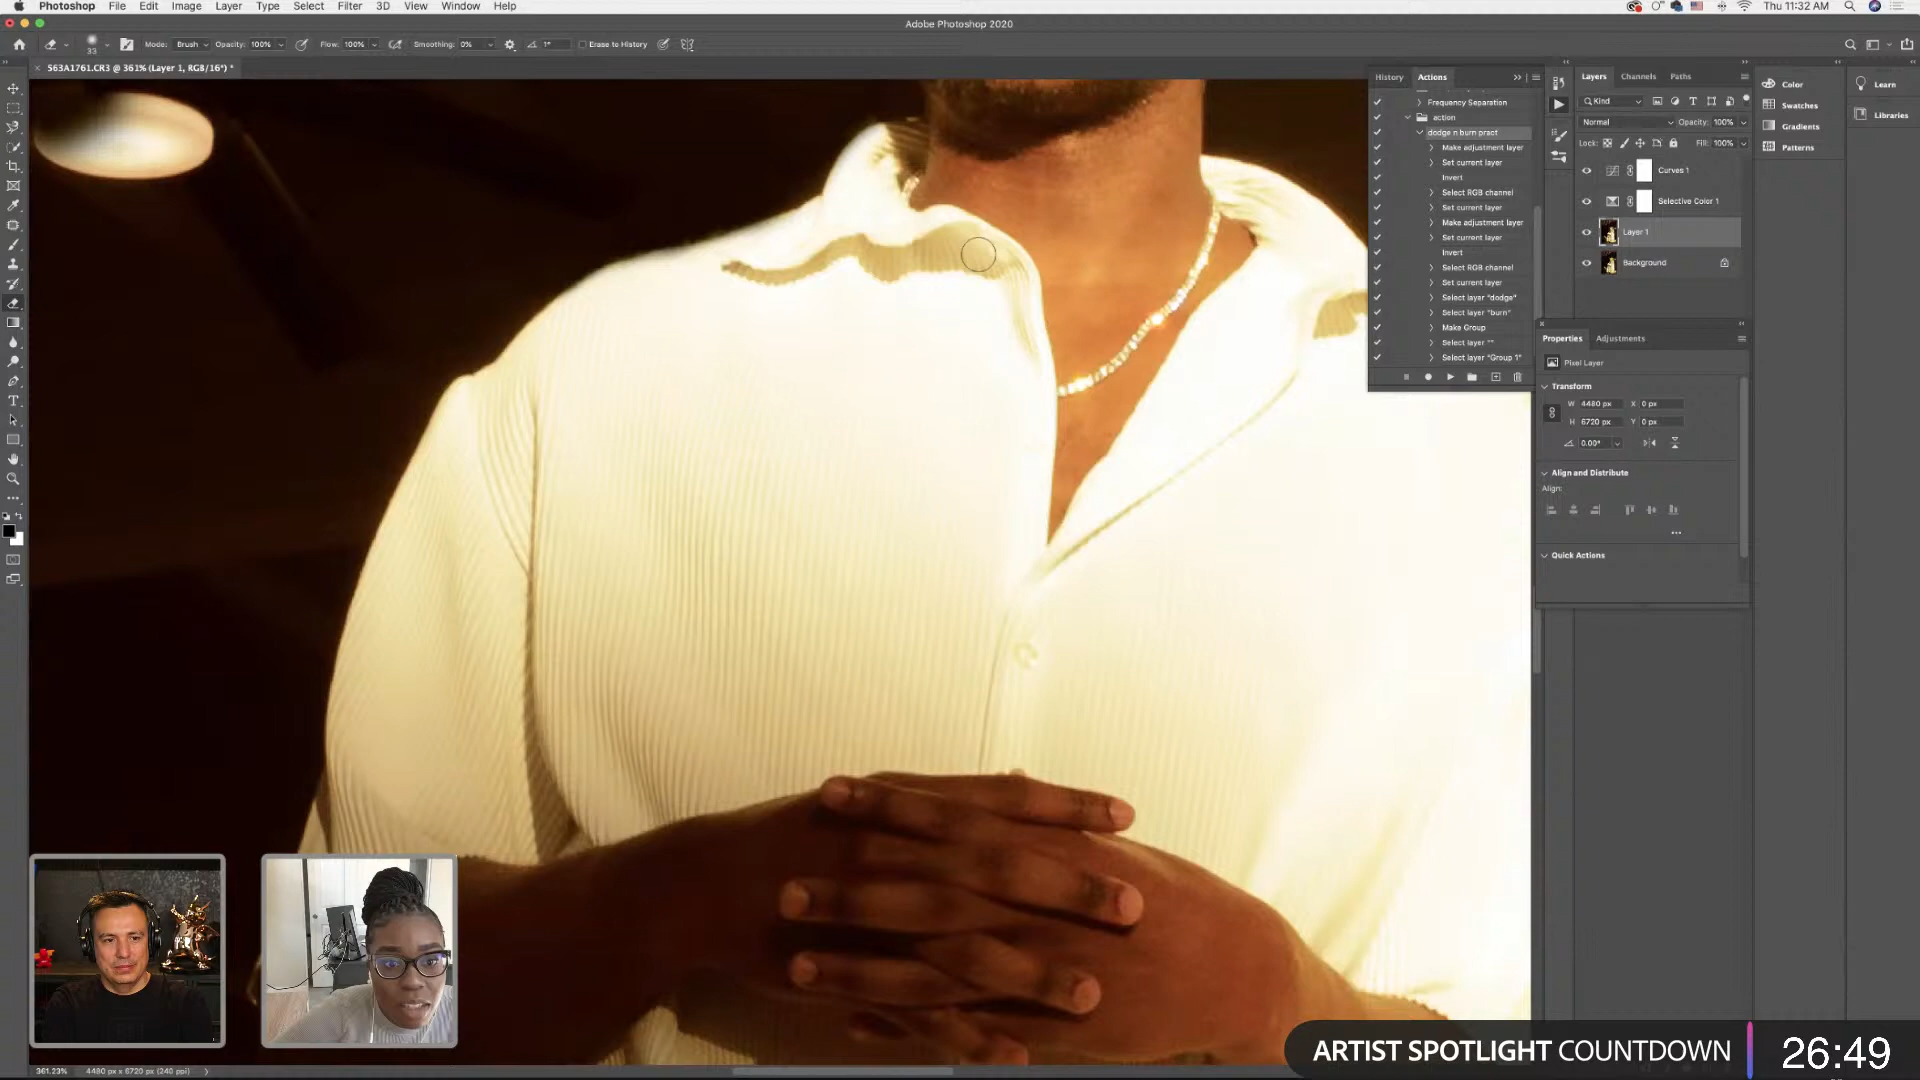 Photoshop File Edit Image Layer Type Select Filter 3D View Window Help
Thu 11:32 AM
Adobe Photoshop 2020
33 Mode: Brush Opacity: 100% Flow: 100% Smoothing: 0% 1° Erase to History
S63A1761.CR3 @ 361% (Layer 1, RGB/16*) *
History Actions
Frequency Separation
action
dodge n burn pract
Make adjustment layer
Set current layer
Invert
Select RGB channel
Set current layer
Make adjustment layer
Set current layer
Invert
Select RGB channel
Set current layer
Select layer "dodge"
Select layer "burn"
Make Group
Select layer ""
Select layer "Group 1"
Layers Channels Paths
Kind
Normal Opacity: 100%
Lock: Fill: 100%
Curves 1
Selective Color 1
Layer 1
Background
Properties Adjustments
Pixel Layer
Transform
W 4480 px X 0 px
H 6720 px Y 0 px
0.00°
Align and Distribute
Align:
Quick Actions
Color
Swatches
Gradients
Patterns
Learn
Libraries
361.23% 4480 px x 6720 px (240 ppi)
ARTIST SPOTLIGHT COUNTDOWN 26:49